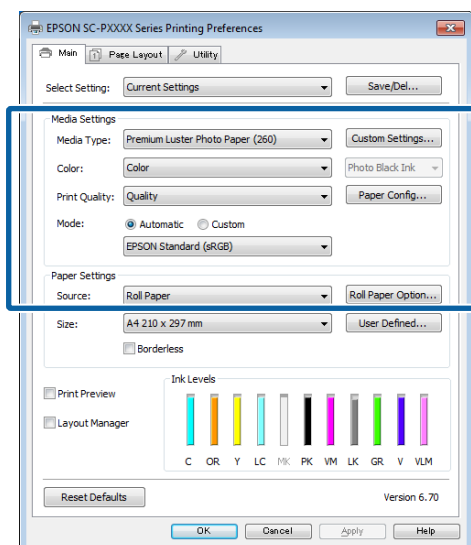 EPSON SC-PXXXX Series Printing Preferences
Main Page Layout Utility
Select Setting: Current Settings Save/Del...
Media Settings
Media Type: Premium Luster Photo Paper (260) Custom Settings...
Color: Color Photo Black Ink
Print Quality: Quality Paper Config...
Mode: Automatic Custom
EPSON Standard (sRGB)
Paper Settings
Source: Roll Paper Roll Paper Option...
Size: A4 210 x 297 mm User Defined...
Borderless
Ink Levels
Print Preview
Layout Manager
C OR Y LC MK PK VM LK GR V VLM
Reset Defaults Version 6.70
OK Cancel Apply Help